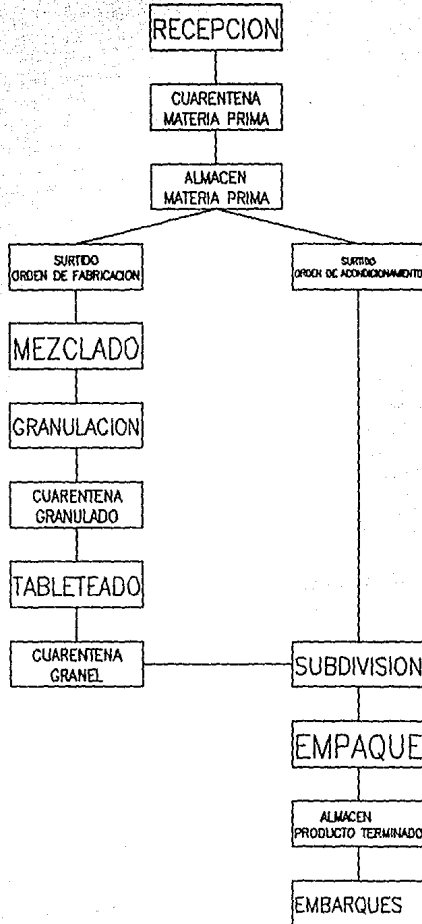 RECEPCION
CUARENTENA
MATERIA PRIMA
ALMACEN
MATERIA PRIMA
SURTIDO
ORDEN DE FABRICACION
SURTIDO
ORDEN DE ACONDICIONAMIENTO
MEZCLADO
GRANULACION
CUARENTENA
GRANULADO
TABLETEADO
CUARENTENA
GRANEL
SUBDIVISION
EMPAQUE
ALMACEN
PRODUCTO TERMINADO
EMBARQUES